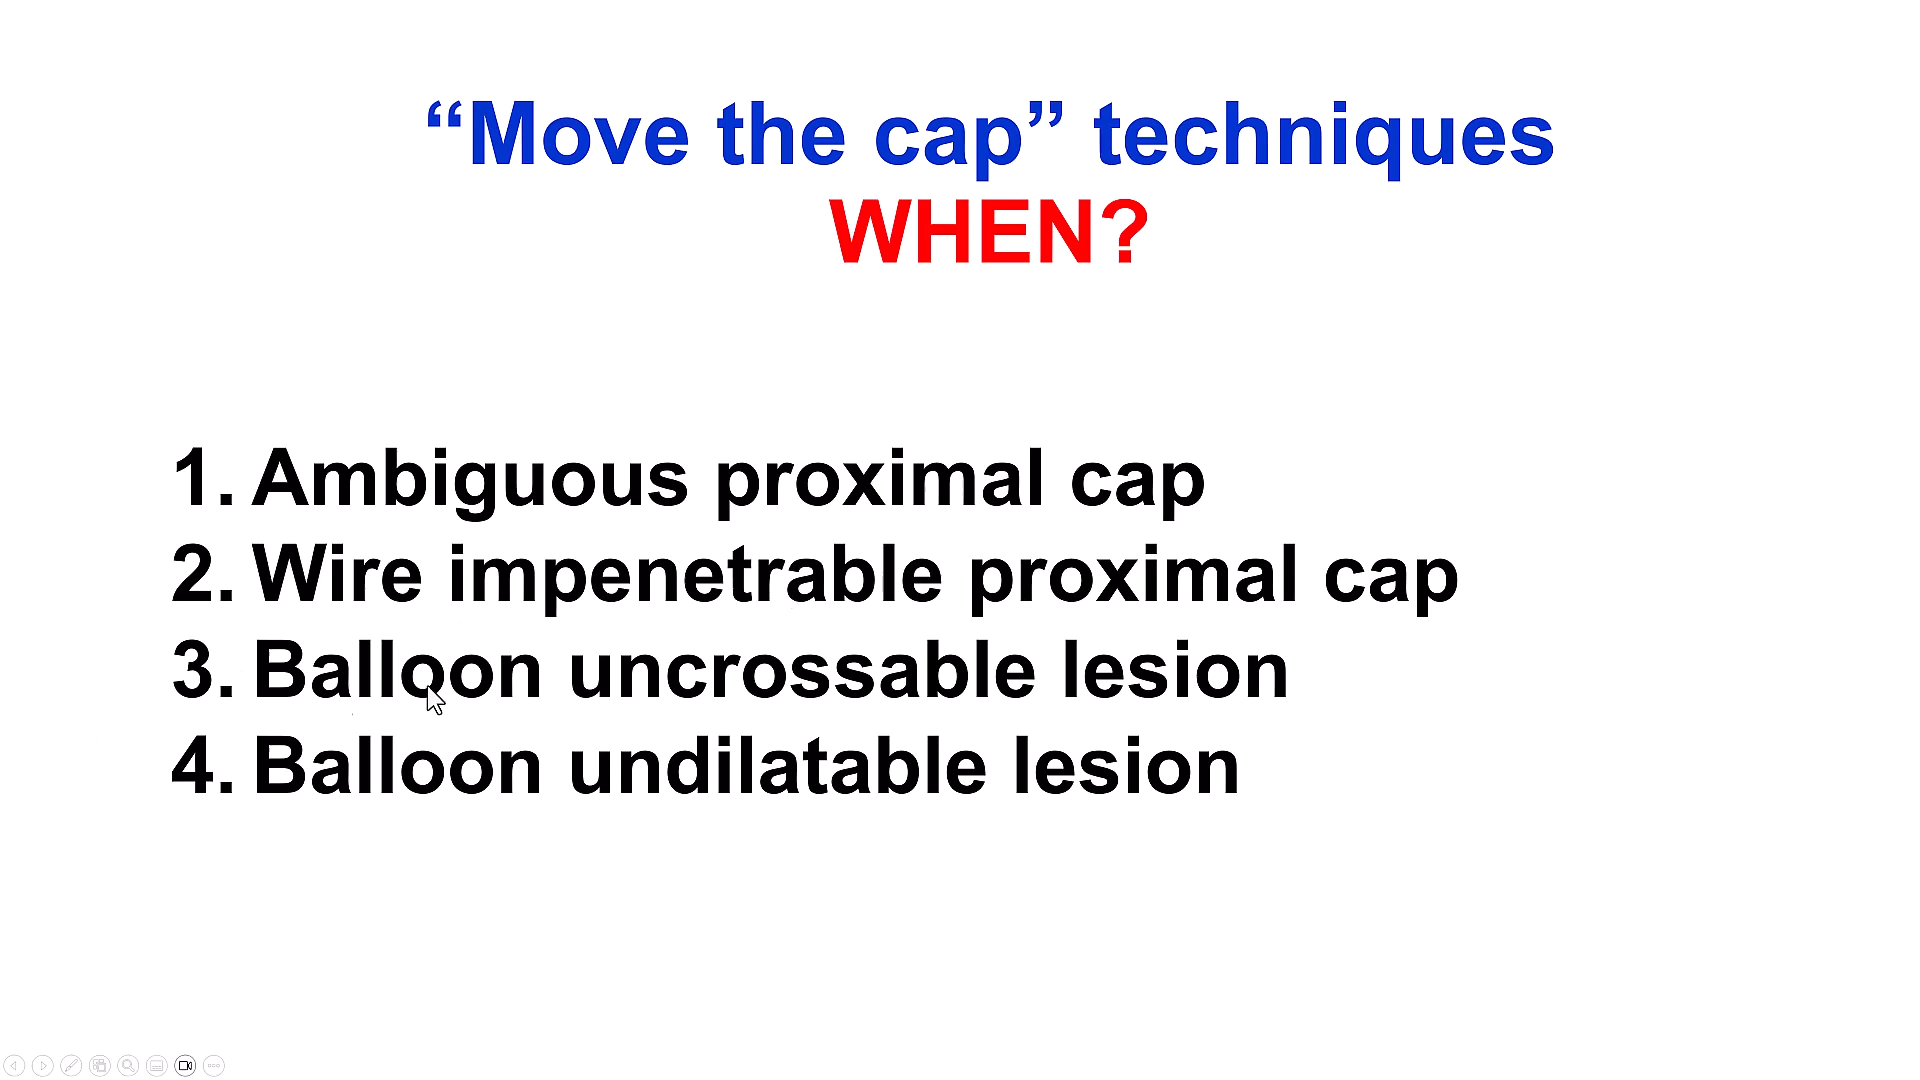 “Move the cap” techniques
WHEN?
1. Ambiguous proximal cap
2. Wire impenetrable proximal cap
3. Balloon uncrossable lesion
4. Balloon undilatable lesion